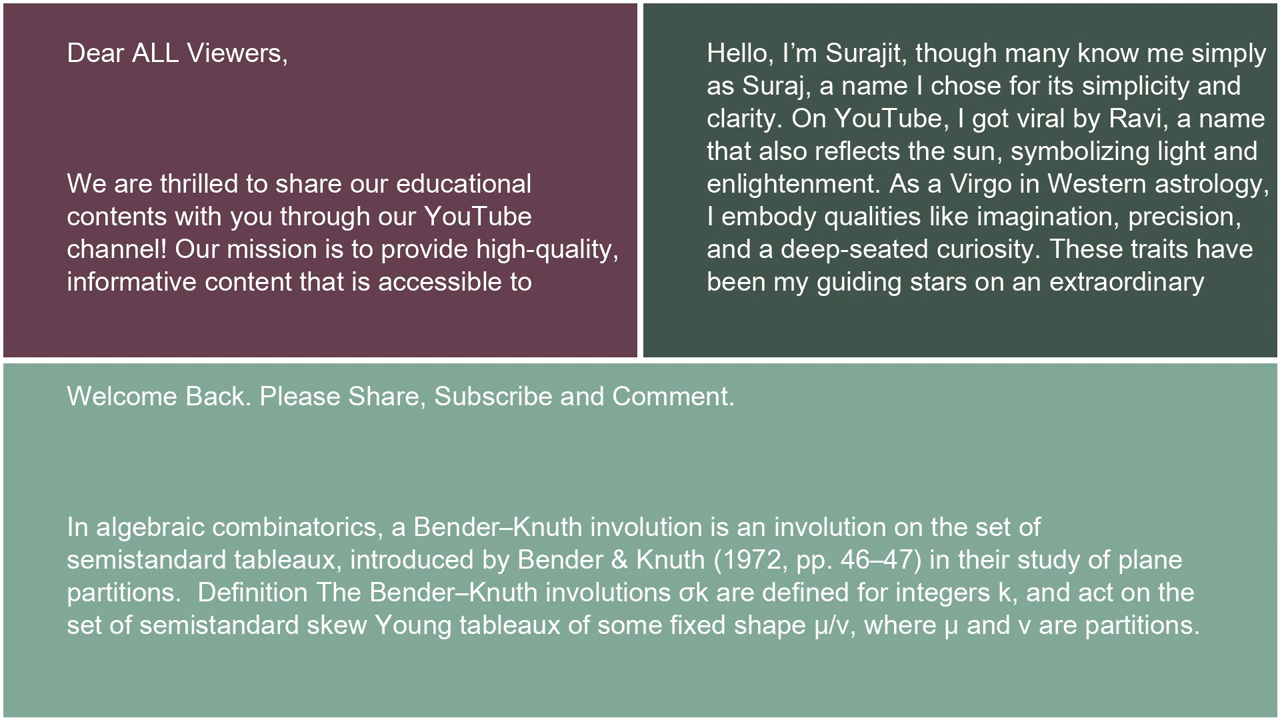 Dear ALL Viewers,
We are thrilled to share our educational
contents with you through our YouTube
channel! Our mission is to provide high-quality,
informative content that is accessible to
Hello, I’m Surajit, though many know me simply
as Suraj, a name I chose for its simplicity and
clarity. On YouTube, I got viral by Ravi, a name
that also reflects the sun, symbolizing light and
enlightenment. As a Virgo in Western astrology,
I embody qualities like imagination, precision,
and a deep-seated curiosity. These traits have
been my guiding stars on an extraordinary
Welcome Back. Please Share, Subscribe and Comment.
In algebraic combinatorics, a Bender–Knuth involution is an involution on the set of
semistandard tableaux, introduced by Bender & Knuth (1972, pp. 46–47) in their study of plane
partitions.  Definition The Bender–Knuth involutions σk are defined for integers k, and act on the
set of semistandard skew Young tableaux of some fixed shape μ/ν, where μ and ν are partitions.